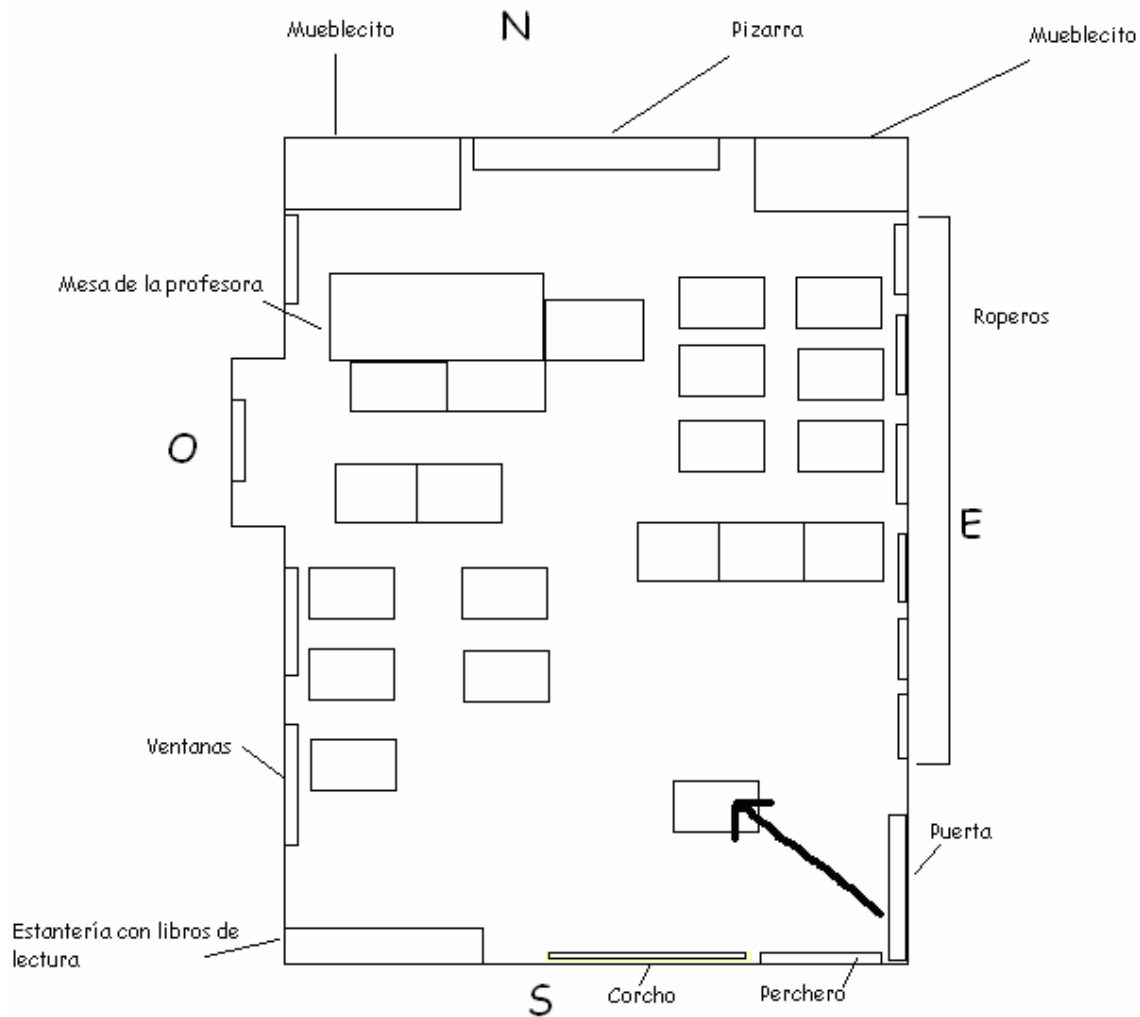 N
Mueblecito
Pizarra
Mueblecito
Mesa de la profesora
Roperos
O
E
Ventanas
Puerta
Estantería con libros de
lectura
S
Corcho
Perchero